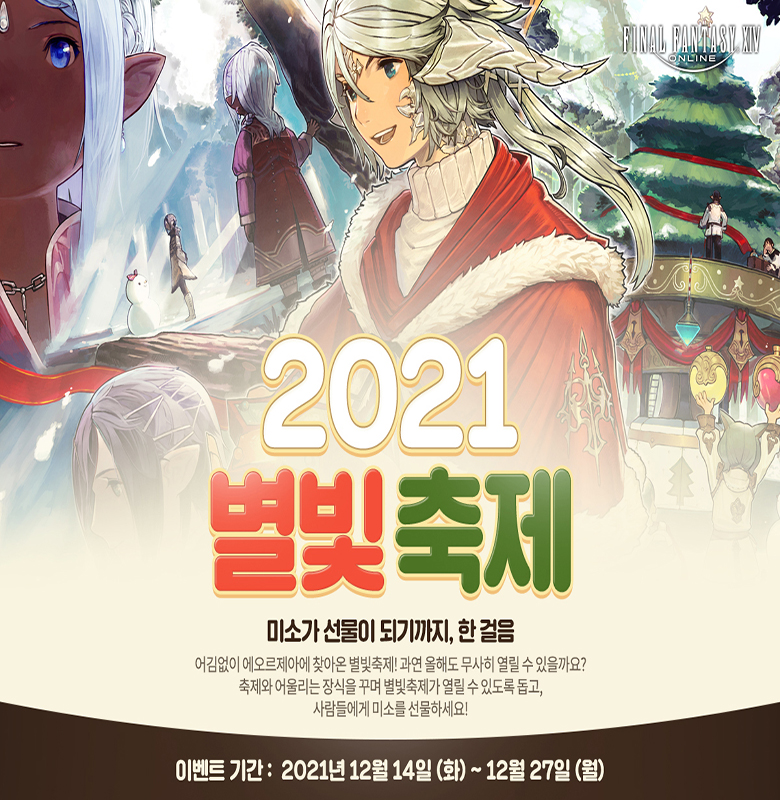 FINAL FANTASY XIV
ONLINE
2021
별빛 축제
미소가 선물이 되기까지, 한 걸음
어김없이 에오르제아에 찾아온 별빛축제! 과연 올해도 무사히 열릴 수 있을까요?
축제와 어울리는 장식을 꾸며 별빛축제가 열릴 수 있도록 돕고,
사람들에게 미소를 선물하세요!
이벤트 기간 : 2021년 12월 14일 (화) ~ 12월 27일 (월)